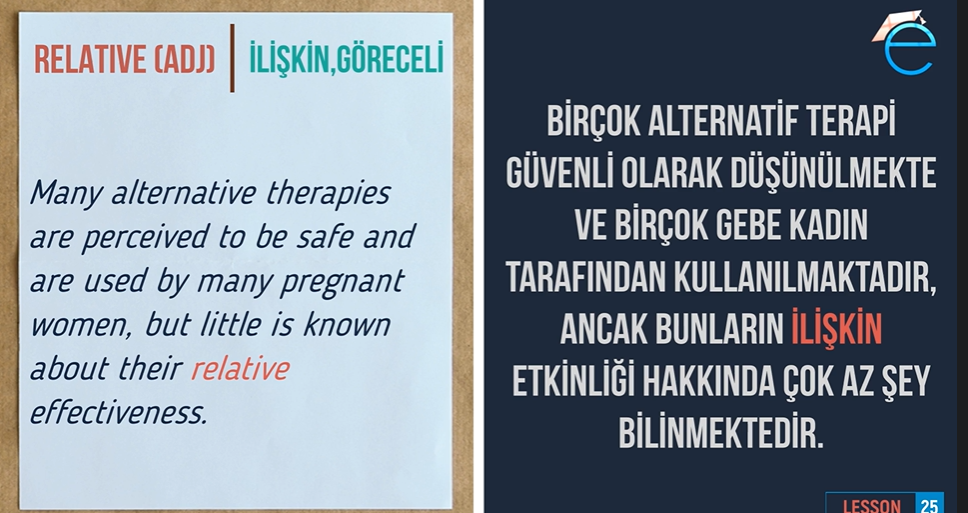 RELATIVE (ADJ) | İLİŞKİN,GÖRECELİ
Many alternative therapies
are perceived to be safe and
are used by many pregnant
women, but little is known
about their relative
effectiveness.
e
BİRÇOK ALTERNATİF TERAPİ
GÜVENLİ OLARAK DÜŞÜNÜLMEKTE
VE BİRÇOK GEBE KADIN
TARAFINDAN KULLANILMAKTADIR,
ANCAK BUNLARIN İLİŞKİN
ETKİNLİĞİ HAKKINDA ÇOK AZ ŞEY
BİLİNMEKTEDİR.
LESSON 25